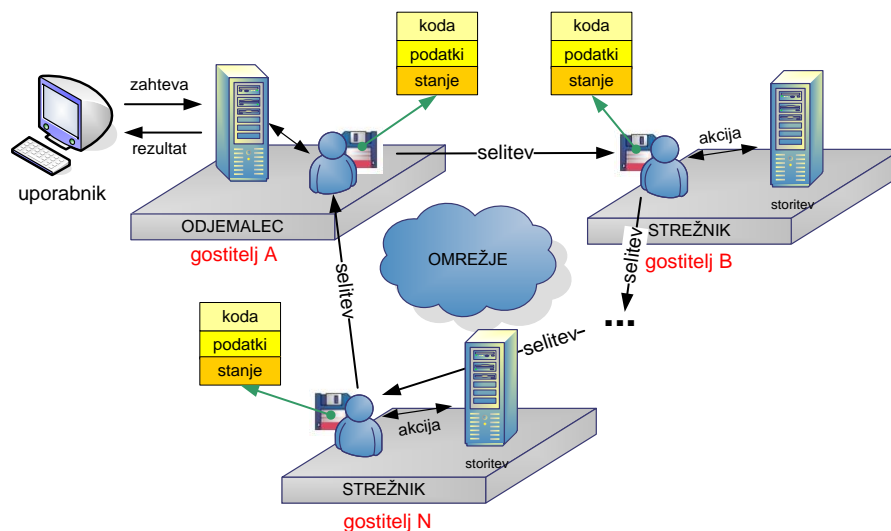 koda
podatki
stanje
koda
podatki
stanje
zahteva
rezultat
uporabnik
selitev
akcija
storitev
ODJEMALEC
gostitelj A
STREŽNIK
gostitelj B
OMREŽJE
selitev
selitev
...
selitev
koda
podatki
stanje
akcija
storitev
STREŽNIK
gostitelj N